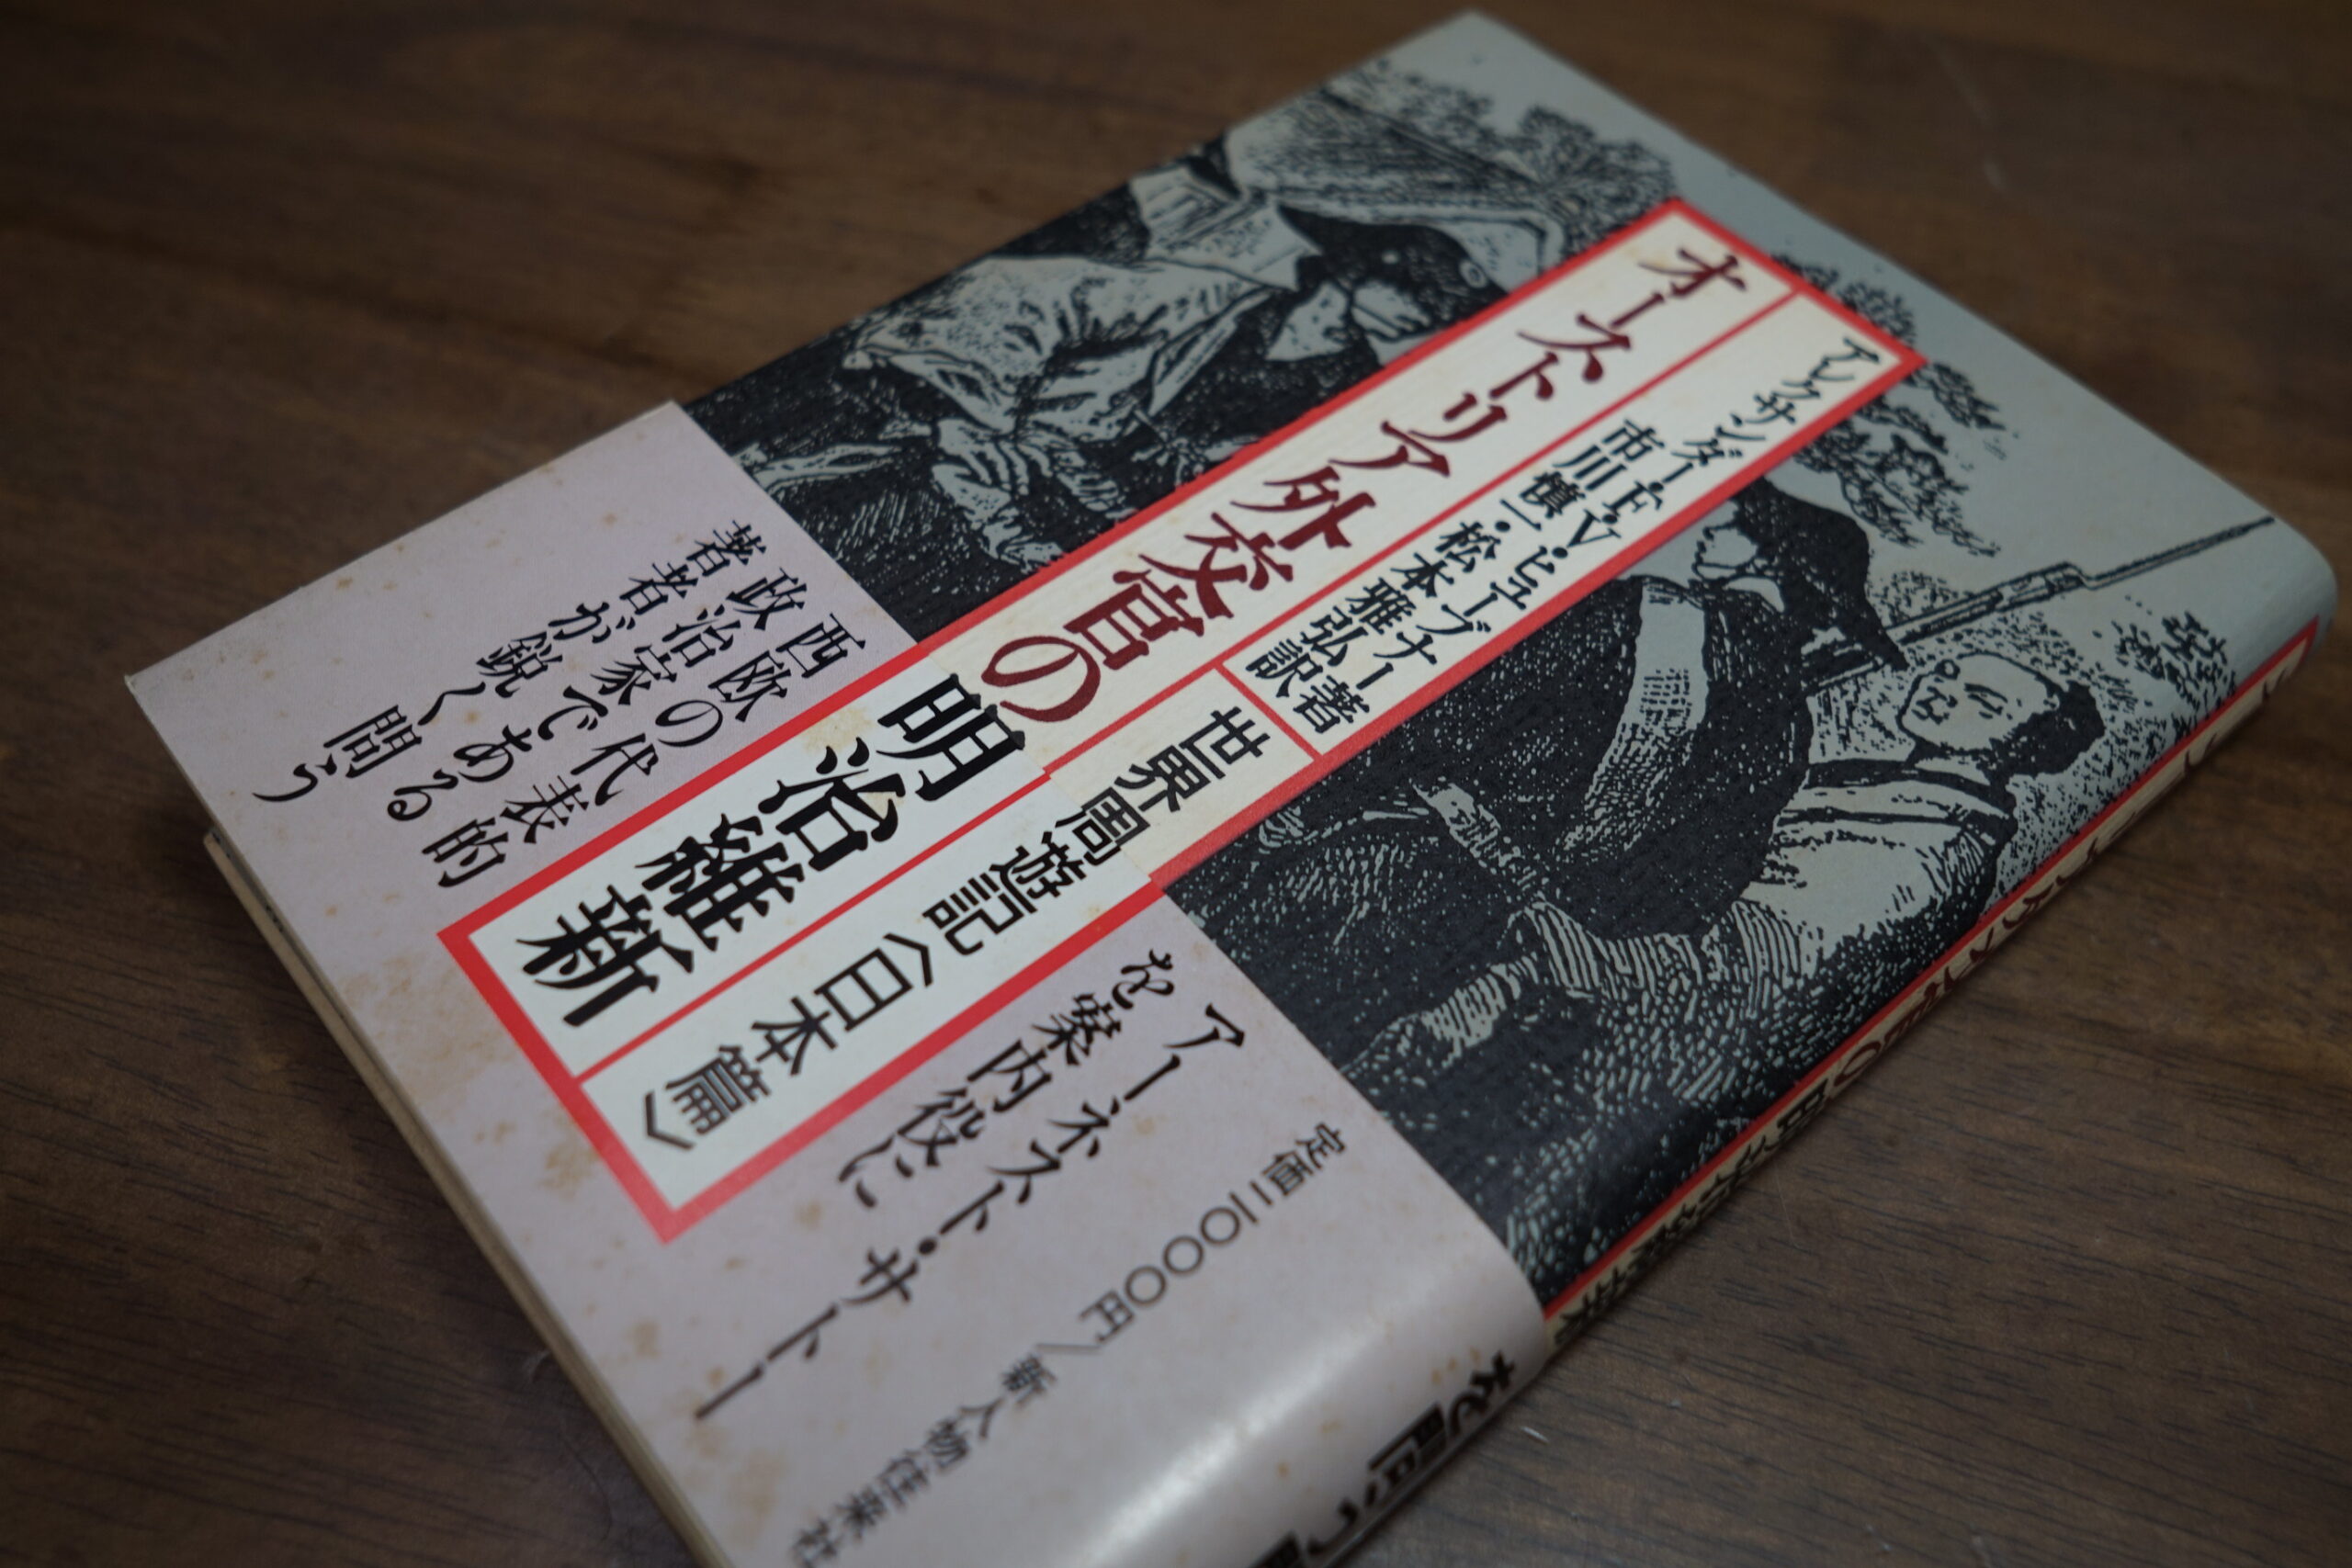 アレクサンダー・F・V・ヒューブナー著
市川慎一・松本雅弘訳
オーストリア外交官の明治維新
世界周遊記〈日本篇〉
アーネスト・サトー
を案内役に
西欧の代表的
政治家である
著者が鋭く問う
定価二〇〇〇円／新人物往来社